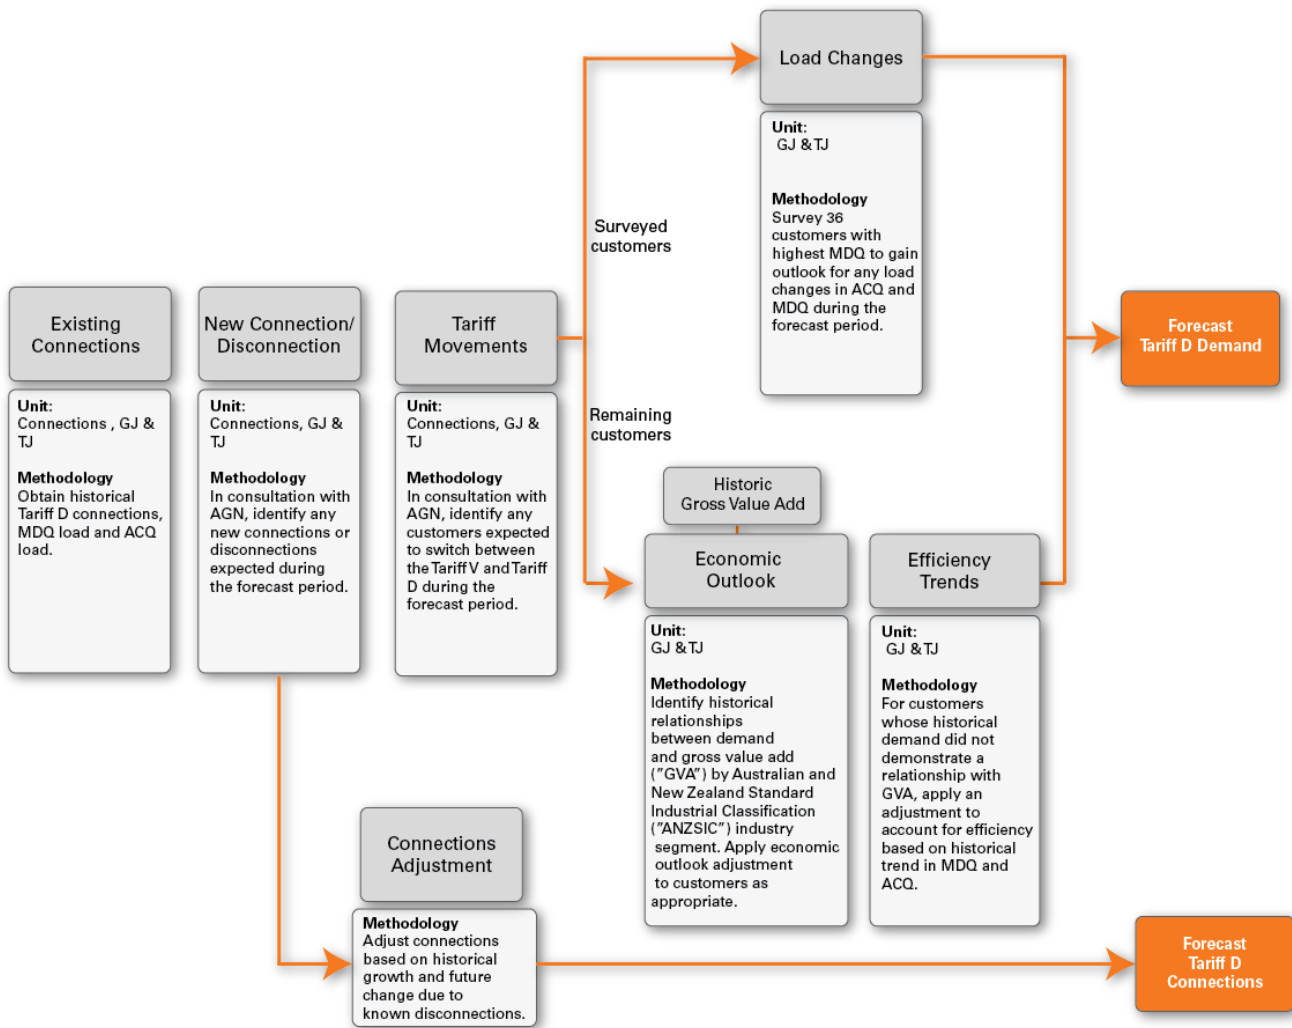 Load Changes
Unit:
GJ & TJ
Methodology
Survey 36
customers with
highest MDQ to gain
outlook for any load
changes in ACQ and
MDQ during the
forecast period.
Surveyed
customers
Existing
Connections
Unit:
Connections , GJ &
TJ
Methodology
Obtain historical
Tariff D connections,
MDQ load and ACQ
load.
New Connection/
Disconnection
Unit:
Connections, GJ &
TJ
Methodology
In consultation with
AGN, identify any
new connections or
disconnections
expected during
the forecast period.
Tariff
Movements
Unit:
Connections, GJ &
TJ
Methodology
In consultation with
AGN, identify any
customers expected
to switch between
the Tariff V and Tariff
D during the
forecast period.
Forecast
Tariff D Demand
Remaining
customers
Historic
Gross Value Add
Economic
Outlook
Unit:
GJ & TJ
Methodology
Identify historical
relationships
between demand
and gross value add
("GVA") by Australian and
New Zealand Standard
Industrial Classification
("ANZSIC") industry
segment. Apply economic
outlook adjustment
to customers as
appropriate.
Efficiency
Trends
Unit:
GJ & TJ
Methodology
For customers
whose historical
demand did not
demonstrate a
relationship with
GVA, apply an
adjustment to
account for efficiency
based on historical
trend in MDQ and
ACQ.
Connections
Adjustment
Methodology
Adjust connections
based on historical
growth and future
change due to
known disconnections.
Forecast
Tariff D
Connections